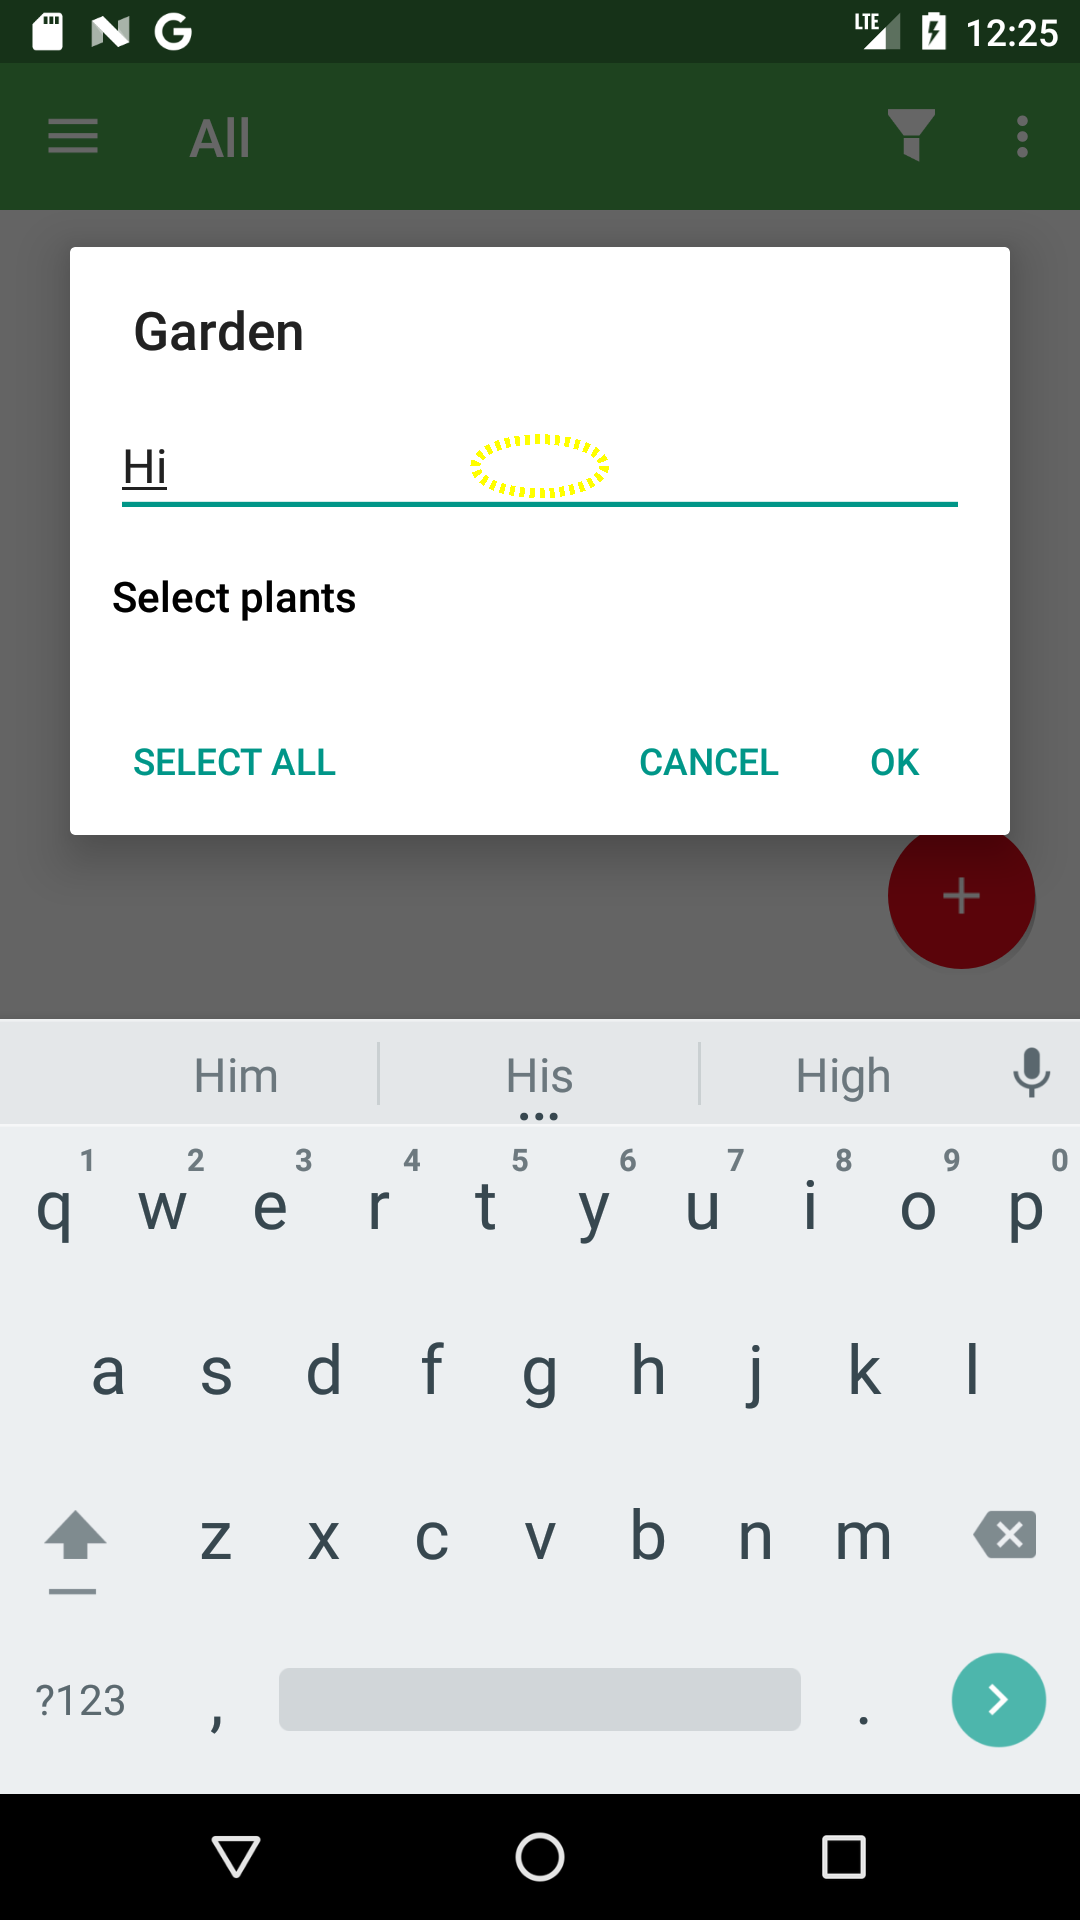 LTE 12:25
All
Garden
Hi
Select plants
SELECT ALL CANCEL OK
Him His High
1 2 3 4 5 6 7 8 9 0
q w e r t y u i o p
a s d f g h j k l
z x c v b n m
?123 , .